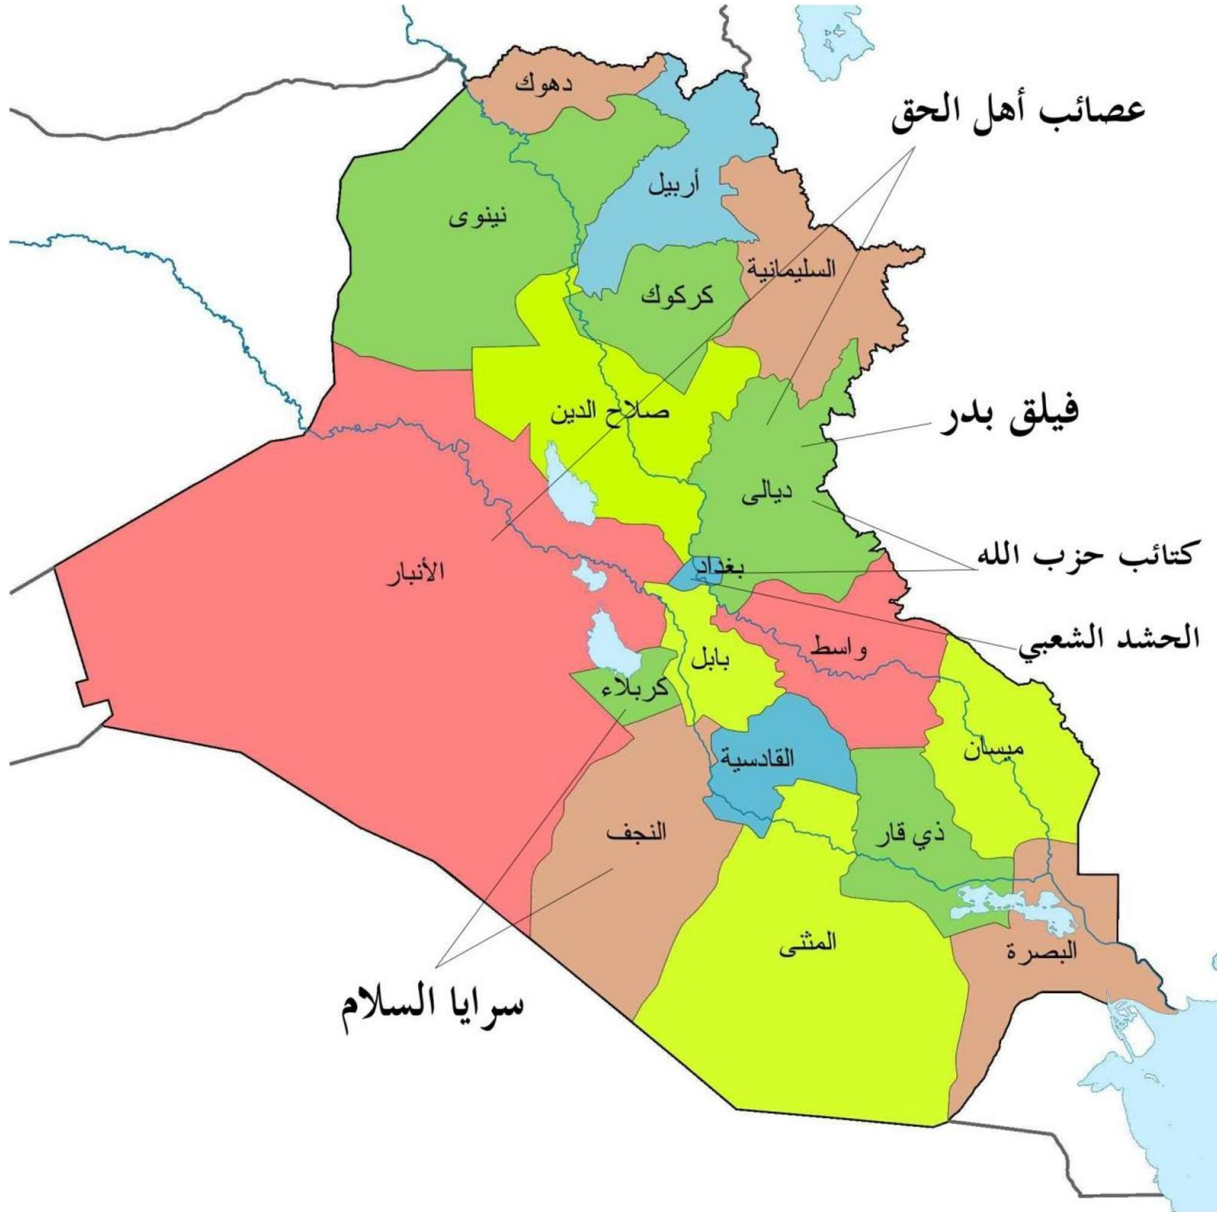 دهوك
عصائب أهل الحق
أربيل
نينوى
السليمانية
كركوك
صلاح الدين
فيلق بدر
ديالى
كتائب حزب الله
بغداد
الأنبار
الحشد الشعبي
واسط
بابل
كربلاء
ميسان
القادسية
النجف
ذي قار
المثنى
البصرة
سرايا السلام